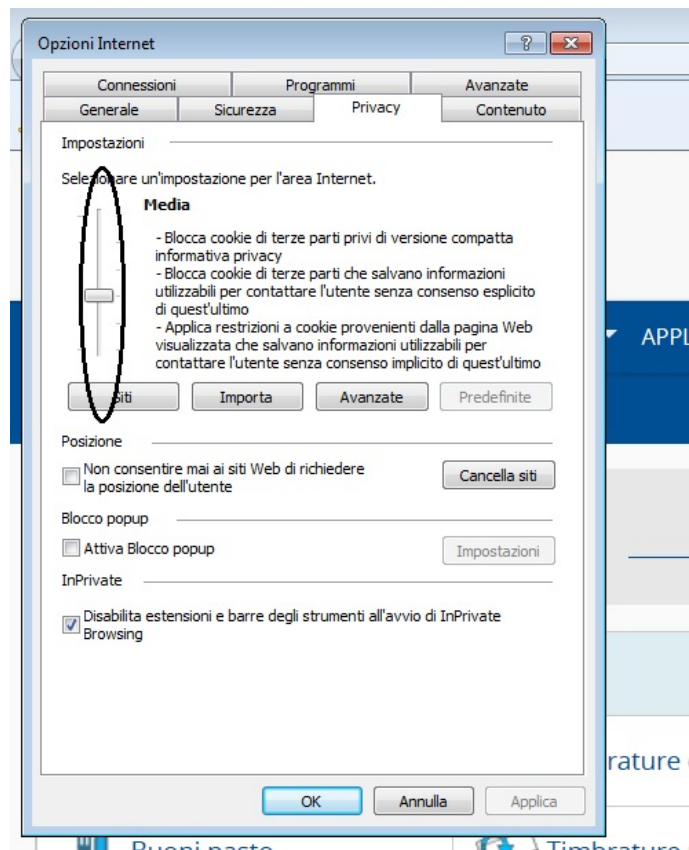 Opzioni Internet
Connessioni Programmi Avanzate
Generale Sicurezza Privacy Contenuto
Impostazioni
Selezionare un'impostazione per l'area Internet.
Media
- Blocca cookie di terze parti privi di versione compatta
informativa privacy
- Blocca cookie di terze parti che salvano informazioni
utilizzabili per contattare l'utente senza consenso esplicito
di quest'ultimo
- Applica restrizioni a cookie provenienti dalla pagina Web
visualizzata che salvano informazioni utilizzabili per
contattare l'utente senza consenso implicito di quest'ultimo
APPL
Siti Importa Avanzate Predefinite
Posizione
Non consentire mai ai siti Web di richiedere
la posizione dell'utente
Cancella siti
Blocco popup
Attiva Blocco popup Impostazioni
InPrivate
Disabilita estensioni e barre degli strumenti all'avvio di InPrivate
Browsing
rature
OK Annulla Applica
Buoni pasto Timbrature